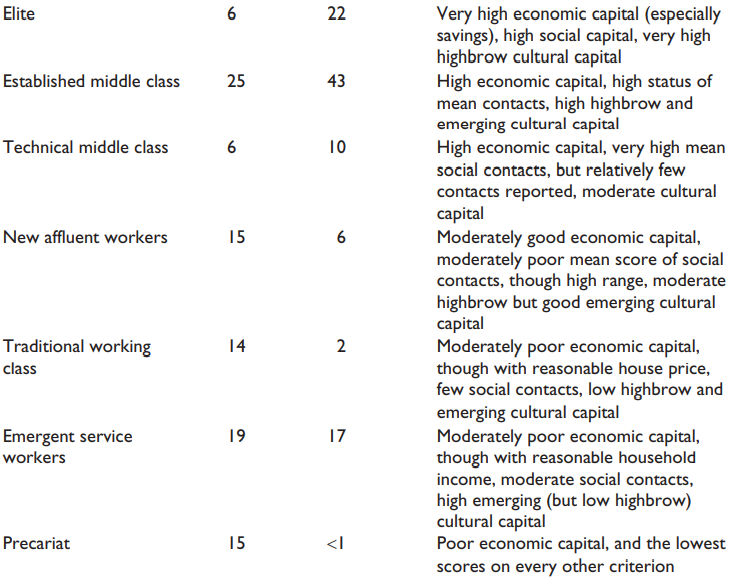 Elite 6 22 Very high economic capital (especially
savings), high social capital, very high
highbrow cultural capital
Established middle class 25 43 High economic capital, high status of
mean contacts, high highbrow and
emerging cultural capital
Technical middle class 6 10 High economic capital, very high mean
social contacts, but relatively few
contacts reported, moderate cultural
capital
New affluent workers 15 6 Moderately good economic capital,
moderately poor mean score of social
contacts, though high range, moderate
highbrow but good emerging cultural
capital
Traditional working 14 2 Moderately poor economic capital,
class though with reasonable house price,
few social contacts, low highbrow and
emerging cultural capital
Emergent service 19 17 Moderately poor economic capital,
workers though with reasonable household
income, moderate social contacts,
high emerging (but low highbrow)
cultural capital
Precariat 15 <1 Poor economic capital, and the lowest
scores on every other criterion